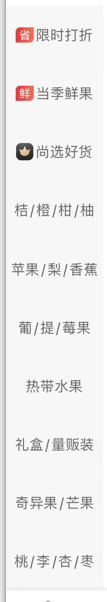 省 限时打折
鲜 当季鲜果
尚选好货
桔/橙/柑/柚
苹果/梨/香蕉
葡/提/莓果
热带水果
礼盒/量贩装
奇异果/芒果
桃/李/杏/枣